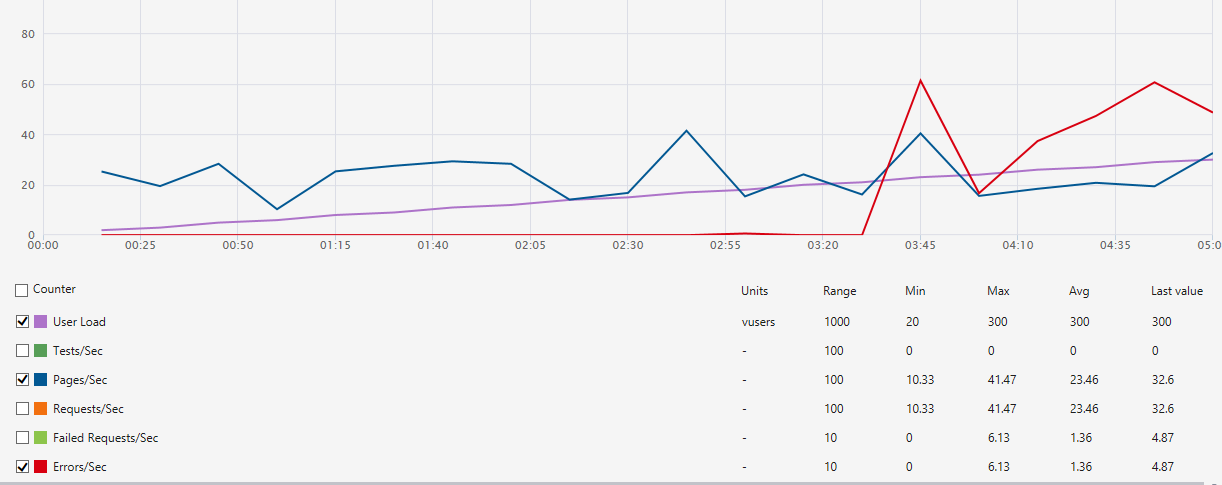 80
60
40
20
0
00:00 00:25 00:50 01:15 01:40 02:05 02:30 02:55 03:20 03:45 04:10 04:35 05:0
Counter Units Range Min Max Avg Last value
User Load vusers 1000 20 300 300 300
Tests/Sec - 100 0 0 0 0
Pages/Sec - 100 10.33 41.47 23.46 32.6
Requests/Sec - 100 10.33 41.47 23.46 32.6
Failed Requests/Sec - 10 0 6.13 1.36 4.87
Errors/Sec - 10 0 6.13 1.36 4.87